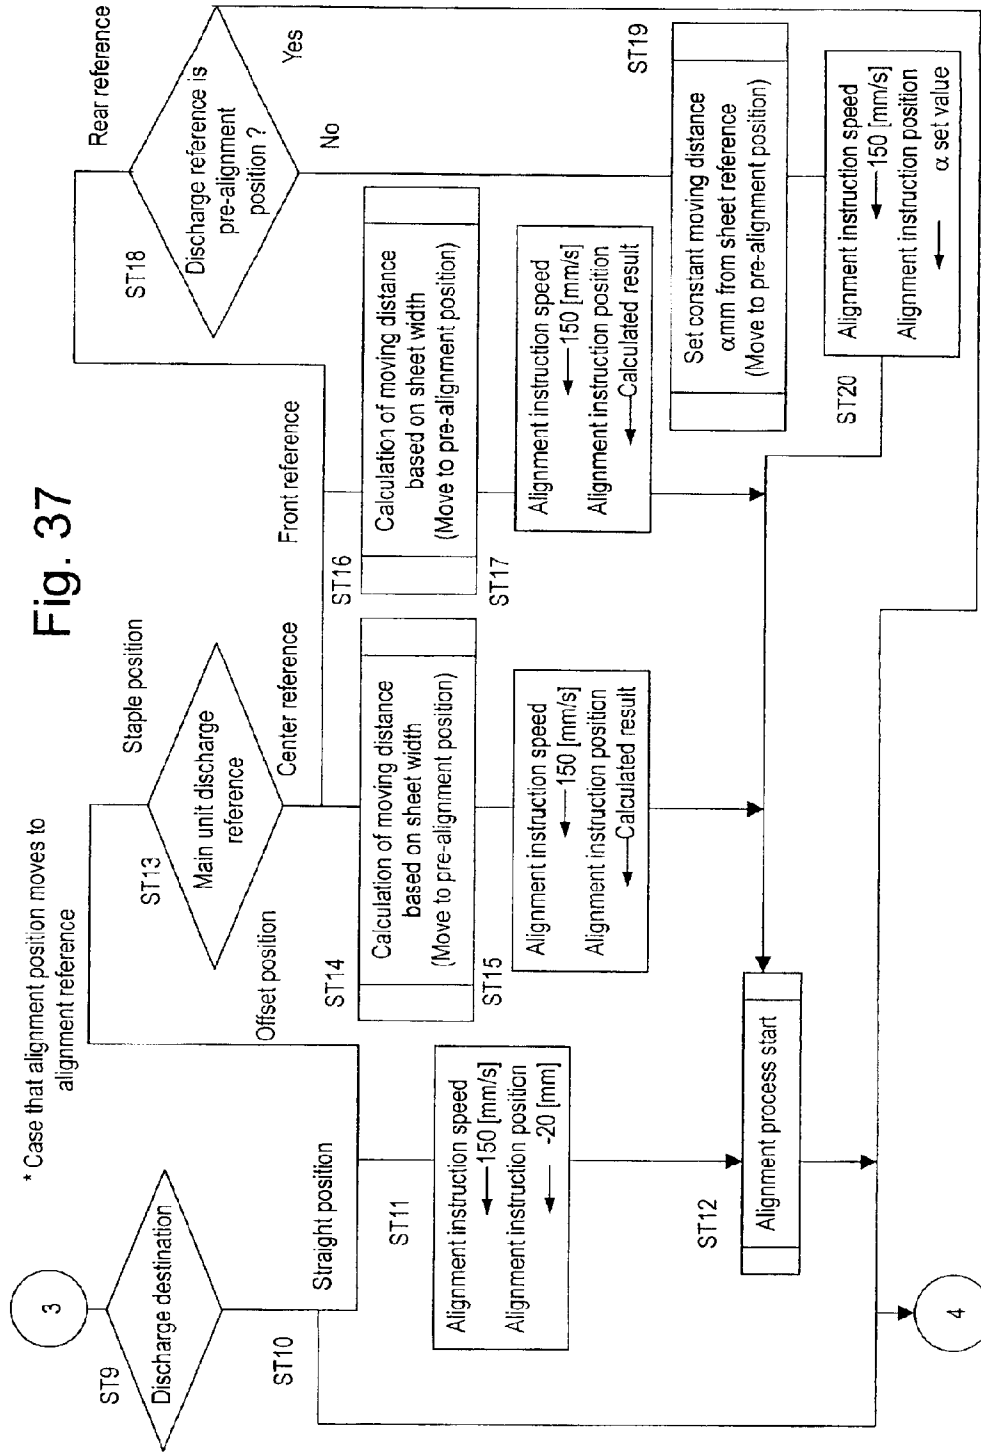 Fig. 37
* Case that alignment position moves to
alignment reference
3
ST9
Discharge destination
ST10
Straight position
Offset position
Staple position
ST11
Alignment instruction speed
150 [mm/s]
Alignment instruction position
-20 [mm]
ST12
Alignment process start
ST13
Main unit discharge
reference
Center reference
Front reference
Rear reference
ST14
Calculation of moving distance
based on sheet width
(Move to pre-alignment position)
ST15
Alignment instruction speed
150 [mm/s]
Alignment instruction position
Calculated result
ST16
Calculation of moving distance
based on sheet width
(Move to pre-alignment position)
ST17
Alignment instruction speed
150 [mm/s]
Alignment instruction position
Calculated result
ST18
Discharge reference is
pre-alignment
position ?
Yes
No
ST19
Set constant moving distance
αmm from sheet reference
(Move to pre-alignment position)
ST20
Alignment instruction speed
150 [mm/s]
Alignment instruction position
α set value
4